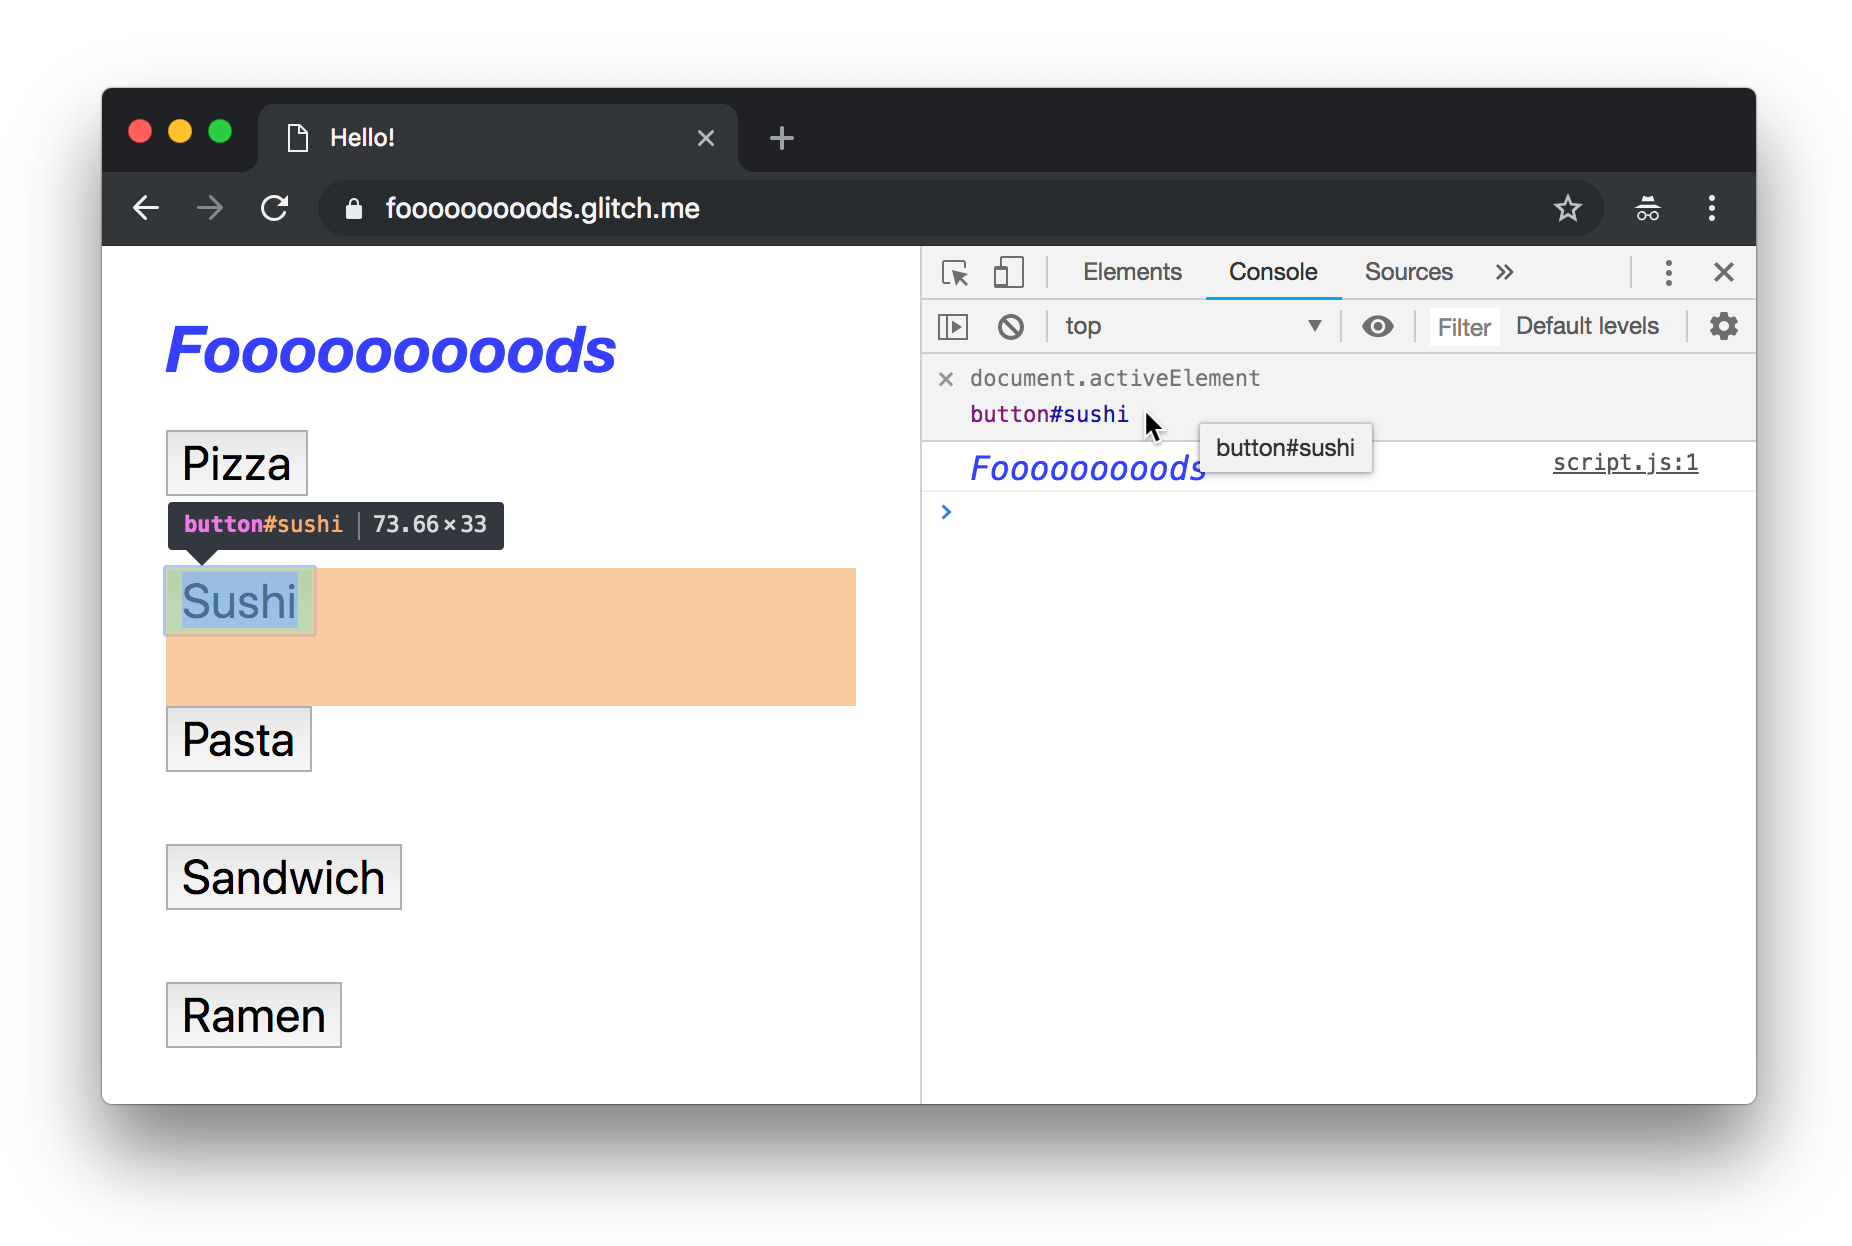 Hello!
fooooooooods.glitch.me
Elements Console Sources
top Filter Default levels
document.activeElement
button#sushi
button#sushi
Fooooooooods script.js:1
Fooooooooods
Pizza
button#sushi 73.66×33
Sushi
Pasta
Sandwich
Ramen